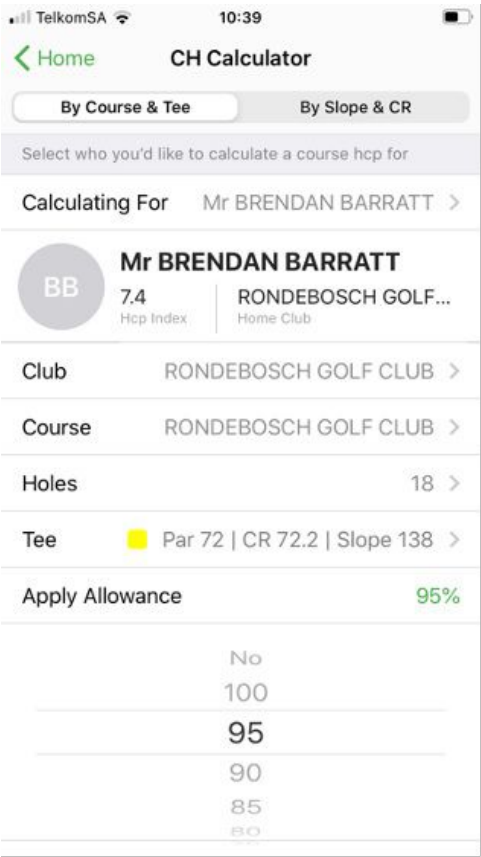 TelkomSA 10:39
Home CH Calculator
By Course & Tee By Slope & CR
Select who you'd like to calculate a course hcp for
Calculating For Mr BRENDAN BARRATT
BB
Mr BRENDAN BARRATT
7.4 RONDEBOSCH GOLF...
Hcp Index Home Club
Club RONDEBOSCH GOLF CLUB
Course RONDEBOSCH GOLF CLUB
Holes 18
Tee Par 72 | CR 72.2 | Slope 138
Apply Allowance 95%
No
100
95
90
85
80